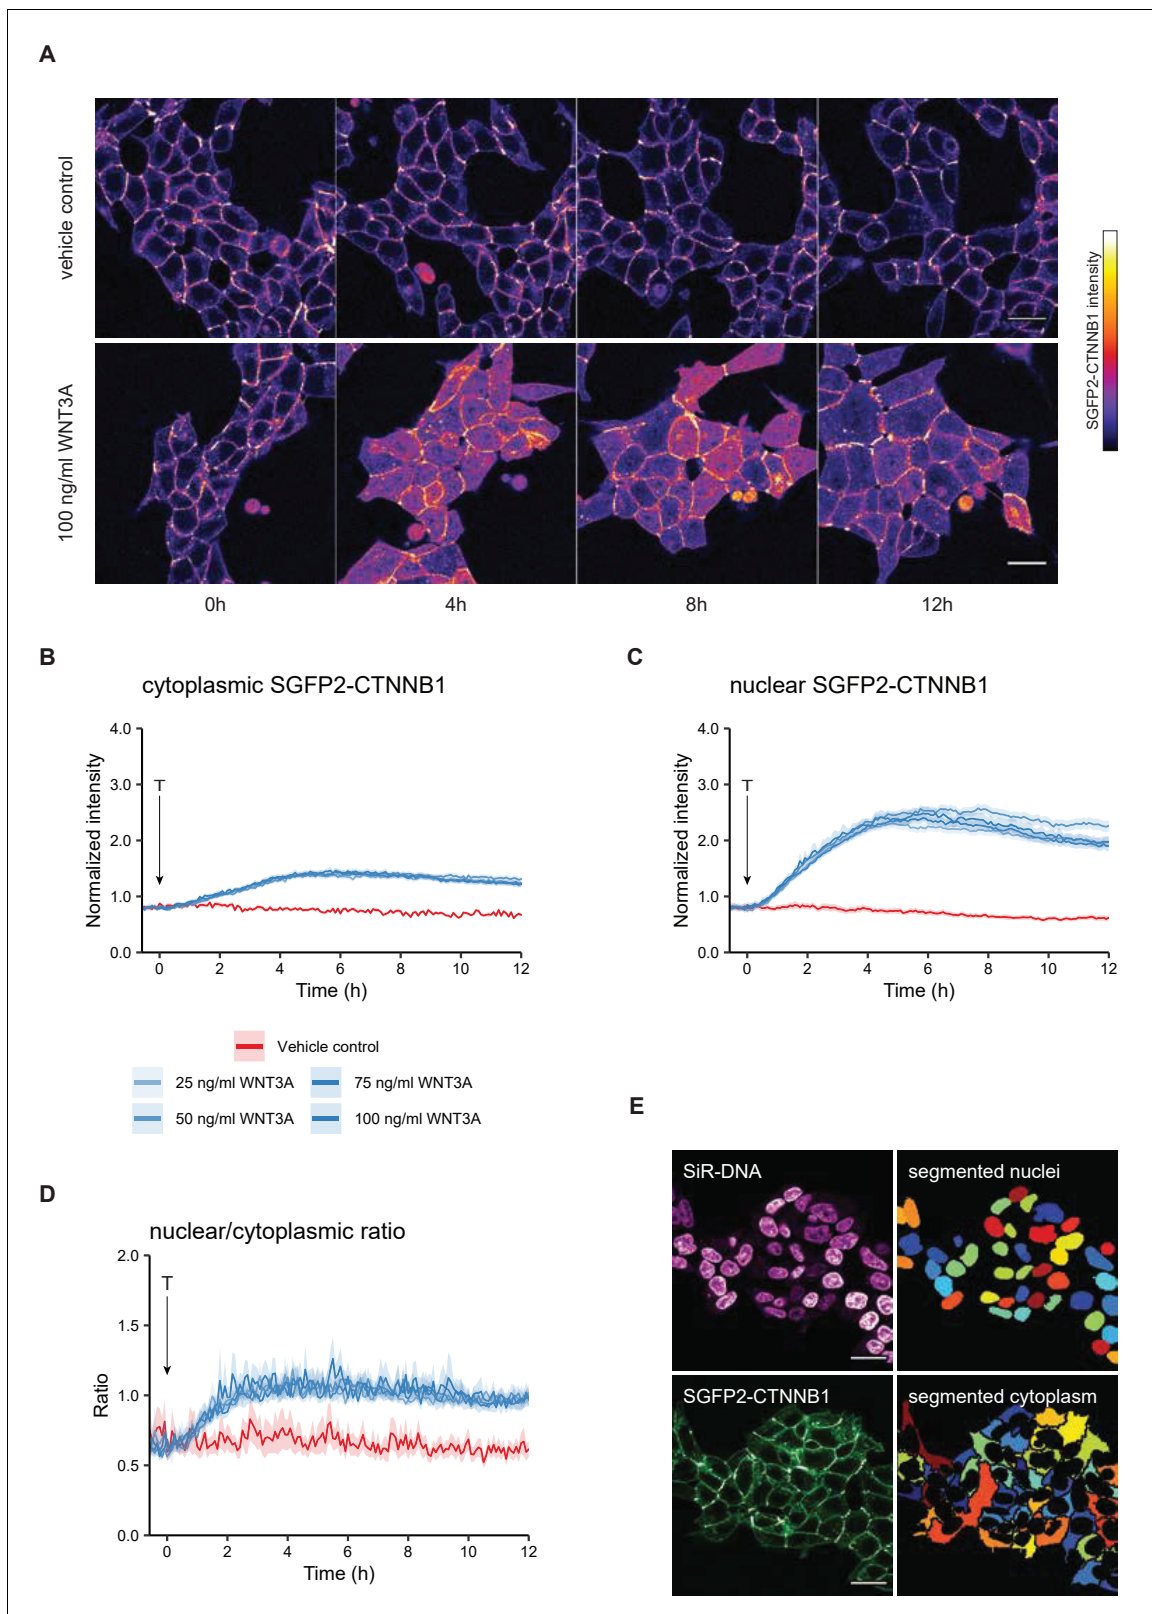 A
vehicle control
100 ng/ml WNT3A
SGFP2-CTNNB1 intensity
0h 4h 8h 12h
B
cytoplasmic SGFP2-CTNNB1
Normalized intensity
4.0
3.0
2.0
1.0
0.0
T
0 2 4 6 8 10 12
Time (h)
C
nuclear SGFP2-CTNNB1
Normalized intensity
4.0
3.0
2.0
1.0
0.0
T
0 2 4 6 8 10 12
Time (h)
Vehicle control
25 ng/ml WNT3A 75 ng/ml WNT3A
50 ng/ml WNT3A 100 ng/ml WNT3A
D
nuclear/cytoplasmic ratio
Ratio
2.0
1.5
1.0
0.5
0.0
T
0 2 4 6 8 10 12
Time (h)
E
SiR-DNA segmented nuclei
SGFP2-CTNNB1 segmented cytoplasm